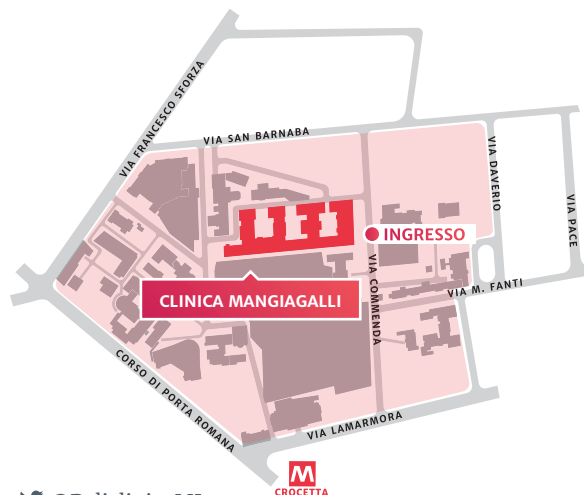 VIA FRANCESCO SFORZA
VIA SAN BARNABA
VIA DAVERIO
VIA PACE
INGRESSO
VIA COMMENDA
VIA M. FANTI
CLINICA MANGIAGALLI
CORSO DI PORTA ROMANA
VIA LAMARMORA
M
CROCETTA